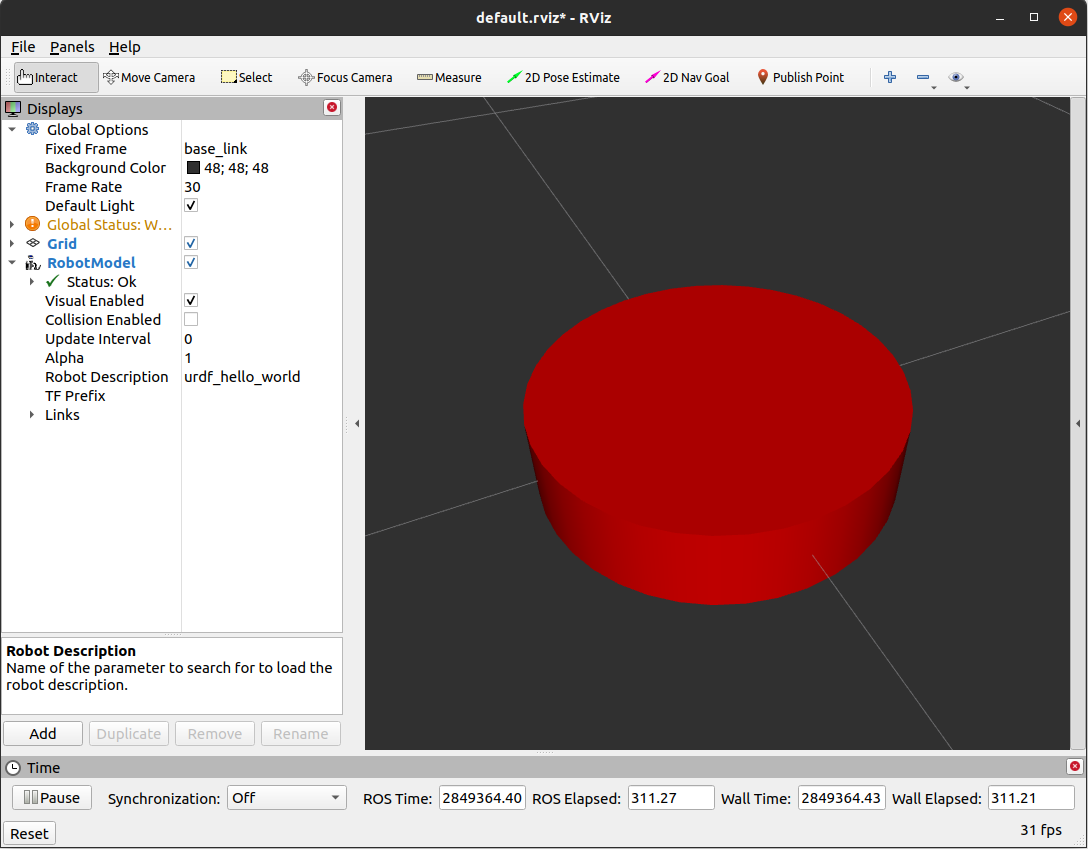 default.rviz* - RViz
File Panels Help
Interact Move Camera Select Focus Camera Measure 2D Pose Estimate 2D Nav Goal Publish Point
Displays
Global Options
Fixed Frame base_link
Background Color 48; 48; 48
Frame Rate 30
Default Light
Global Status: W...
Grid
RobotModel
Status: Ok
Visual Enabled
Collision Enabled
Update Interval 0
Alpha 1
Robot Description urdf_hello_world
TF Prefix
Links
Robot Description
Name of the parameter to search for to load the
robot description.
Add Duplicate Remove Rename
Time
Pause Synchronization: Off ROS Time: 2849364.40 ROS Elapsed: 311.27 Wall Time: 2849364.43 Wall Elapsed: 311.21
Reset 31 fps